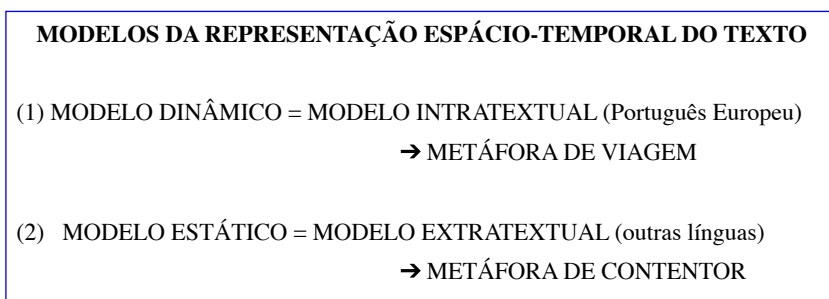 MODELOS DA REPRESENTAÇÃO ESPÁCIO-TEMPORAL DO TEXTO
(1) MODELO DINÂMICO = MODELO INTRATEXTUAL (Português Europeu)
➔ METÁFORA DE VIAGEM
(2) MODELO ESTÁTICO = MODELO EXTRATEXTUAL (outras línguas)
➔ METÁFORA DE CONTENTOR